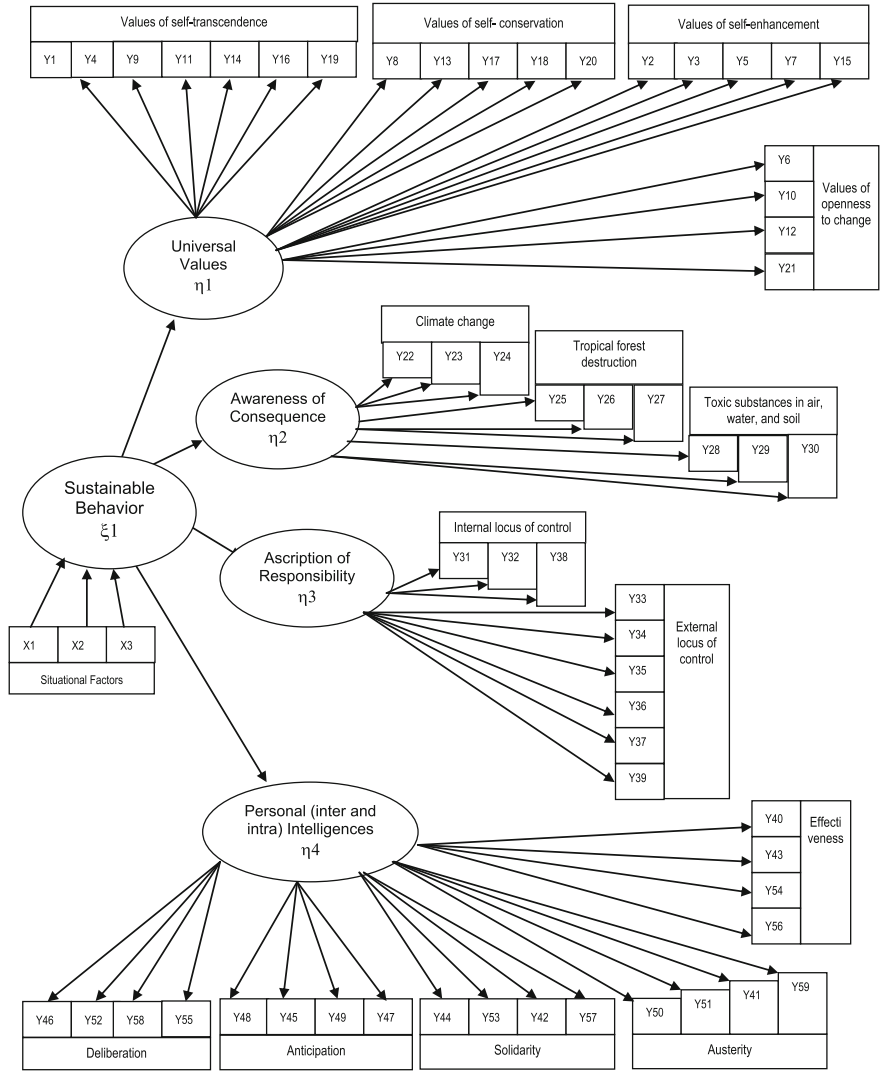 Values of self-transcendence
Y1 Y4 Y9 Y11 Y14 Y16 Y19
Values of self- conservation
Y8 Y13 Y17 Y18 Y20
Values of self-enhancement
Y2 Y3 Y5 Y7 Y15
Y6
Y10
Y12
Y21
Values of
openness
to change
Universal
Values
η1
Climate change
Y22 Y23 Y24
Tropical forest
destruction
Y25 Y26 Y27
Toxic substances in air,
water, and soil
Y28 Y29 Y30
Awareness of
Consequence
η2
Sustainable
Behavior
ξ1
X1 X2 X3
Situational Factors
Ascription of
Responsibility
η3
Internal locus of control
Y31 Y32 Y38
Y33
Y34
Y35
Y36
Y37
Y39
External
locus of
control
Personal (inter and
intra) Intelligences
η4
Y40
Y43
Y54
Y56
Effecti
veness
Y46 Y52 Y58 Y55
Deliberation
Y48 Y45 Y49 Y47
Anticipation
Y44 Y53 Y42 Y57
Solidarity
Y50 Y51 Y41 Y59
Austerity